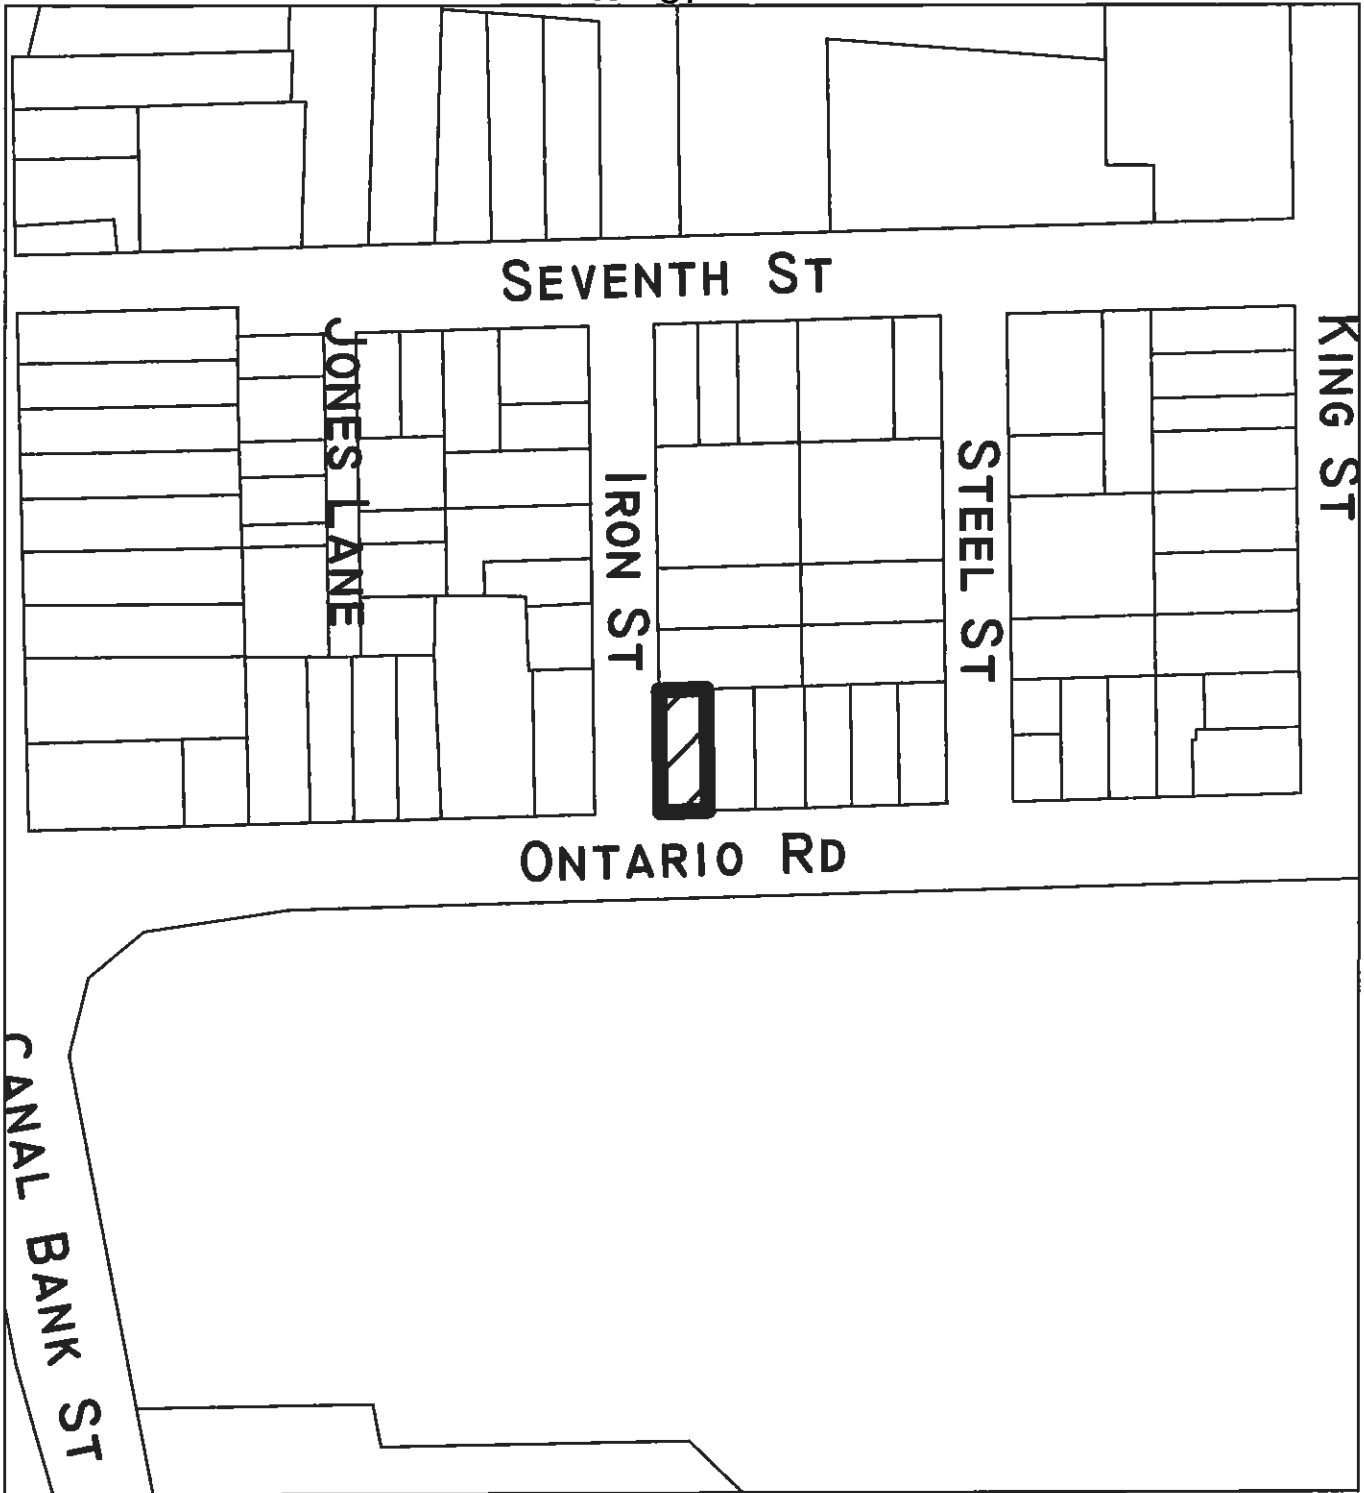 SEVENTH ST
JONES LANE
IRON ST
STEEL ST
KING ST
ONTARIO RD
CANAL BANK ST